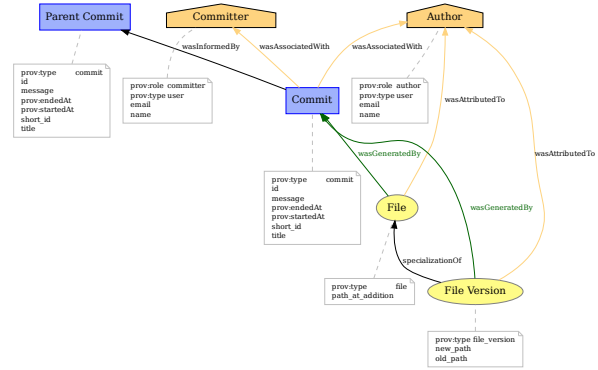 Parent Commit
Committer
Author
wasInformedBy
wasAssociatedWith
wasAssociatedWith
prov:type commit
id
message
prov:endedAt
prov:startedAt
short_id
title
prov:role committer
prov:type user
email
name
prov:role author
prov:type user
email
name
Commit
wasAttributedTo
wasGeneratedBy
wasAttributedTo
prov:type commit
id
message
prov:endedAt
prov:startedAt
short_id
title
File
wasGeneratedBy
specializationOf
prov:type file
path_at_addition
File Version
prov:type file_version
new_path
old_path